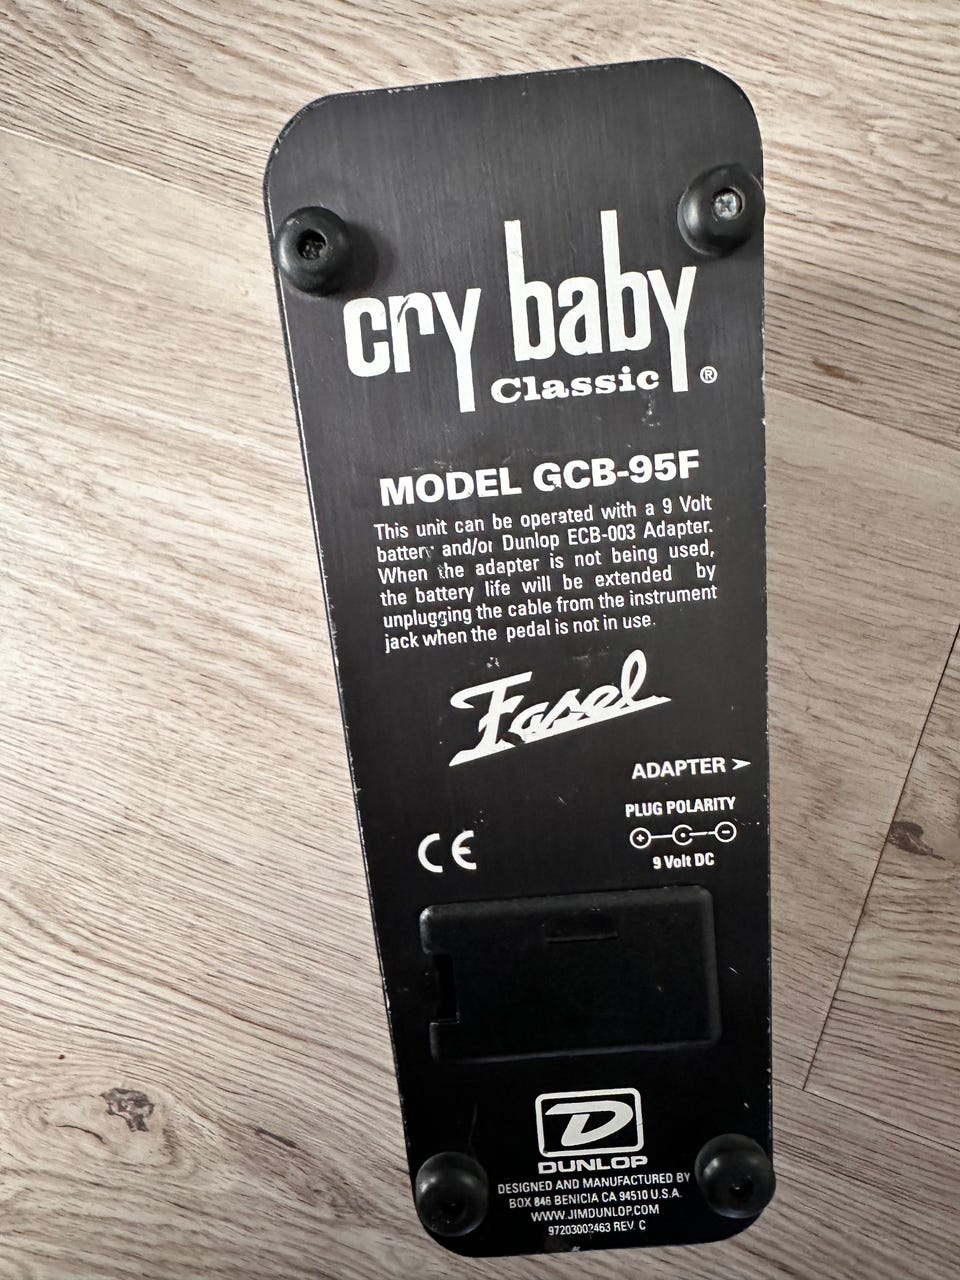 cry baby
Classic ®
MODEL GCB-95F
This unit can be operated with a 9 Volt
battery and/or Dunlop ECB-003 Adapter.
When the adapter is not being used,
the battery life will be extended by
unplugging the cable from the instrument
jack when the pedal is not in use.
Fasel
ADAPTER
PLUG POLARITY
9 Volt DC
CE
D
DUNLOP
DESIGNED AND MANUFACTURED BY
BOX 846 BENICIA CA 94510 U.S.A.
WWW.JIMDUNLOP.COM
97203002463 REV. C